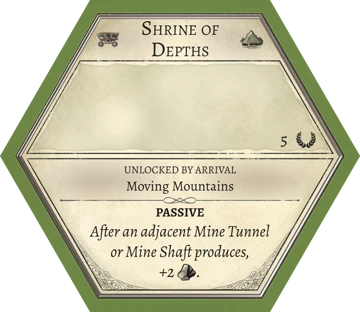 Shrine of
Depths
5
UNLOCKED BY ARRIVAL
Moving Mountains
PASSIVE
After an adjacent Mine Tunnel
or Mine Shaft produces,
+2 .